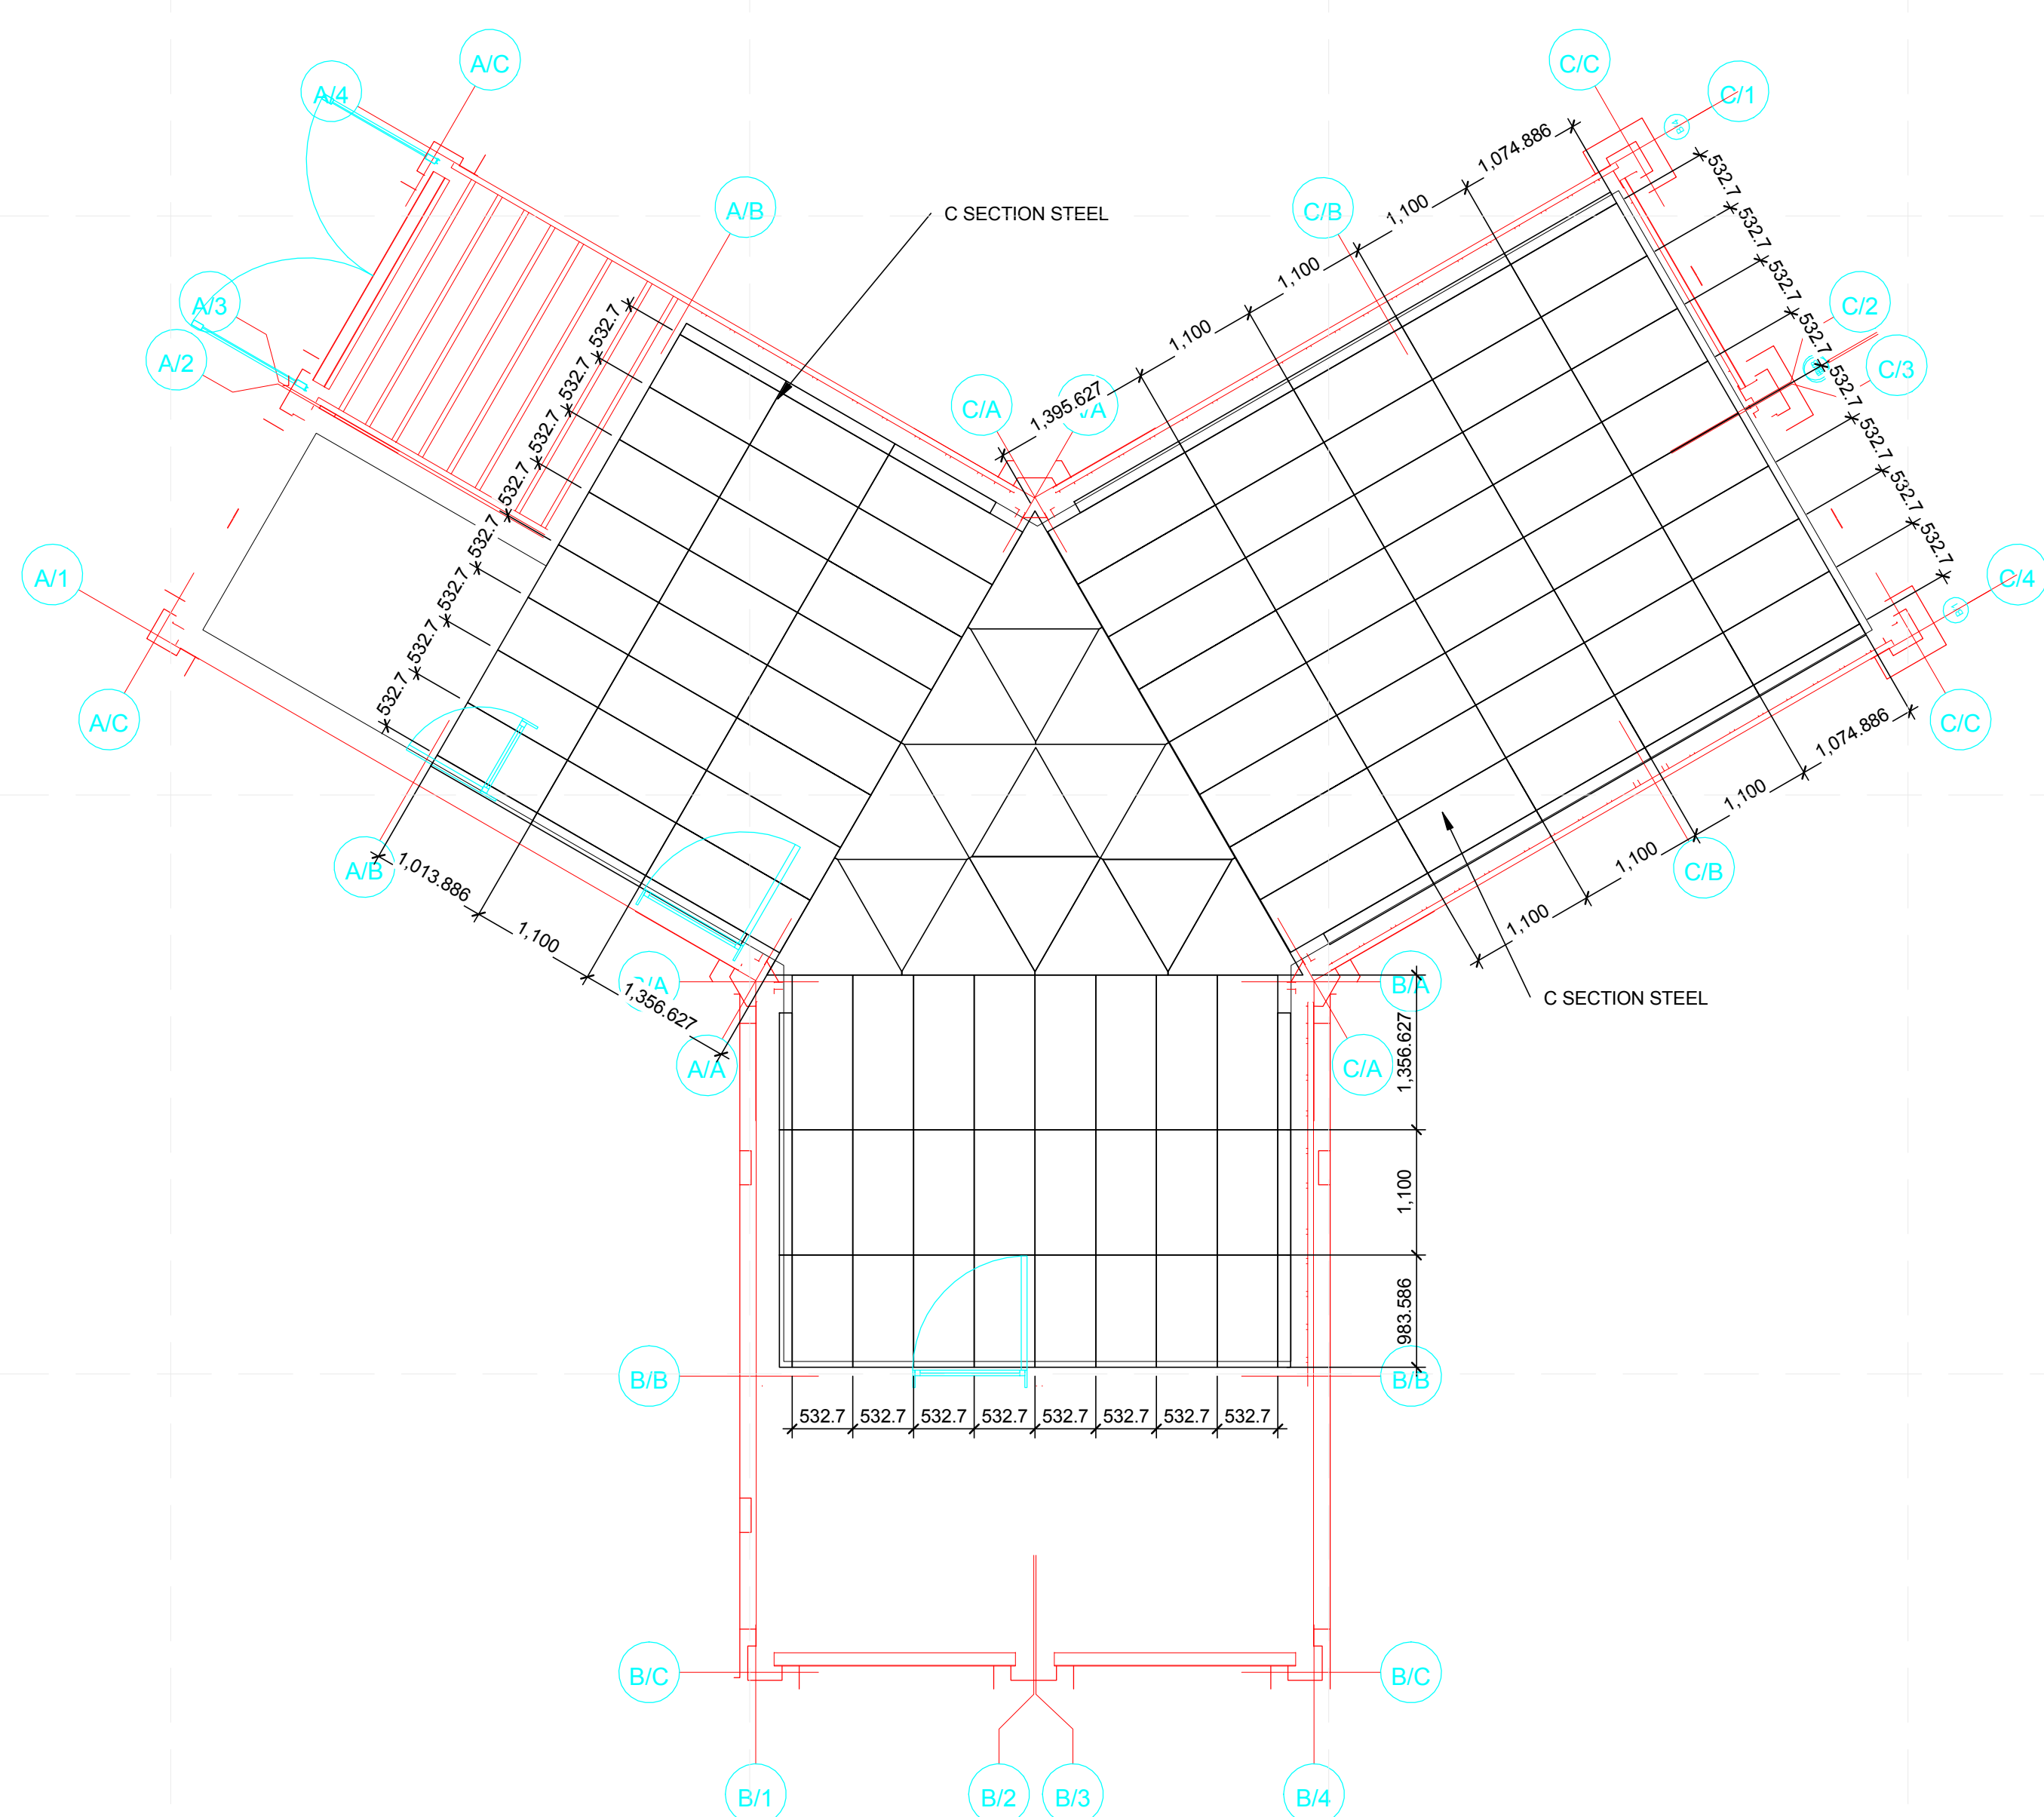 A/C
C/C
A/4
C/1
B4
1,074.886
532.7
A/B
C SECTION STEEL
C/B
1,100
532.7
1,100
532.7
1,100
532.7
532.7
A/3
C/2
532.7
532.7
A/2
C/3
532.7
532.7
C/A
1,395.627
532.7
532.7
532.7
532.7
532.7
A/1
C/4
532.7
B1
532.7
532.7
A/C
C/C
1,074.886
1,100
A/B
1,013.886
C/B
1,100
1,100
1,100
B/A
B/A
1,356.627
C SECTION STEEL
A/A
C/A
1,356.627
1,100
983.586
B/B
B/B
532.7 532.7 532.7 532.7 532.7 532.7 532.7 532.7
B/C
B/C
B/1
B/2
B/3
B/4